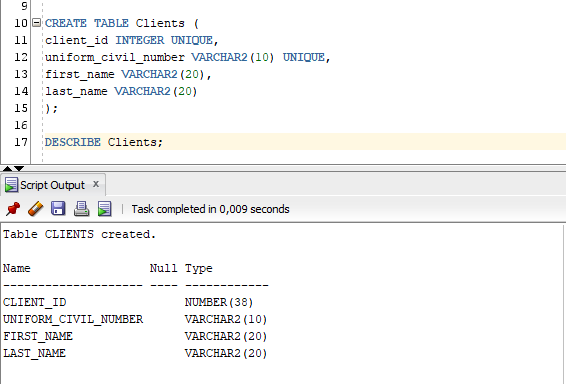 9
10 CREATE TABLE Clients (
11 client_id INTEGER UNIQUE,
12 uniform_civil_number VARCHAR2(10) UNIQUE,
13 first_name VARCHAR2(20),
14 last_name VARCHAR2(20)
15 );
16
17 DESCRIBE Clients;
Script Output x
Task completed in 0,009 seconds
Table CLIENTS created.
Name Null Type
-------------------- ---- ------------
CLIENT_ID NUMBER(38)
UNIFORM_CIVIL_NUMBER VARCHAR2(10)
FIRST_NAME VARCHAR2(20)
LAST_NAME VARCHAR2(20)